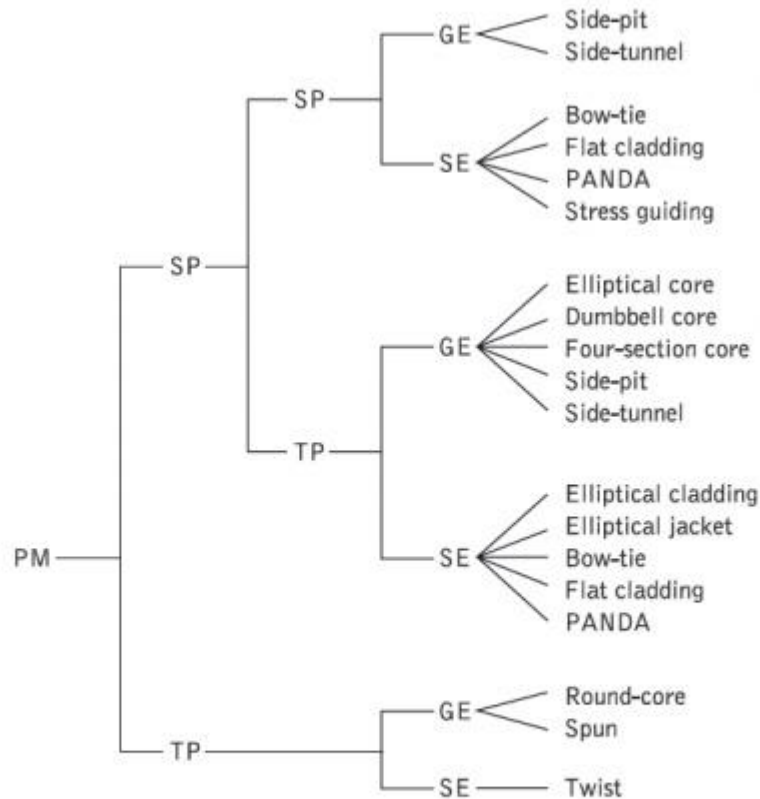 GE
Side-pit
Side-tunnel
SP
SE
Bow-tie
Flat cladding
PANDA
Stress guiding
SP
GE
Elliptical core
Dumbbell core
Four-section core
Side-pit
Side-tunnel
TP
SE
Elliptical cladding
Elliptical jacket
Bow-tie
Flat cladding
PANDA
PM
GE
Round-core
Spun
TP
SE
Twist